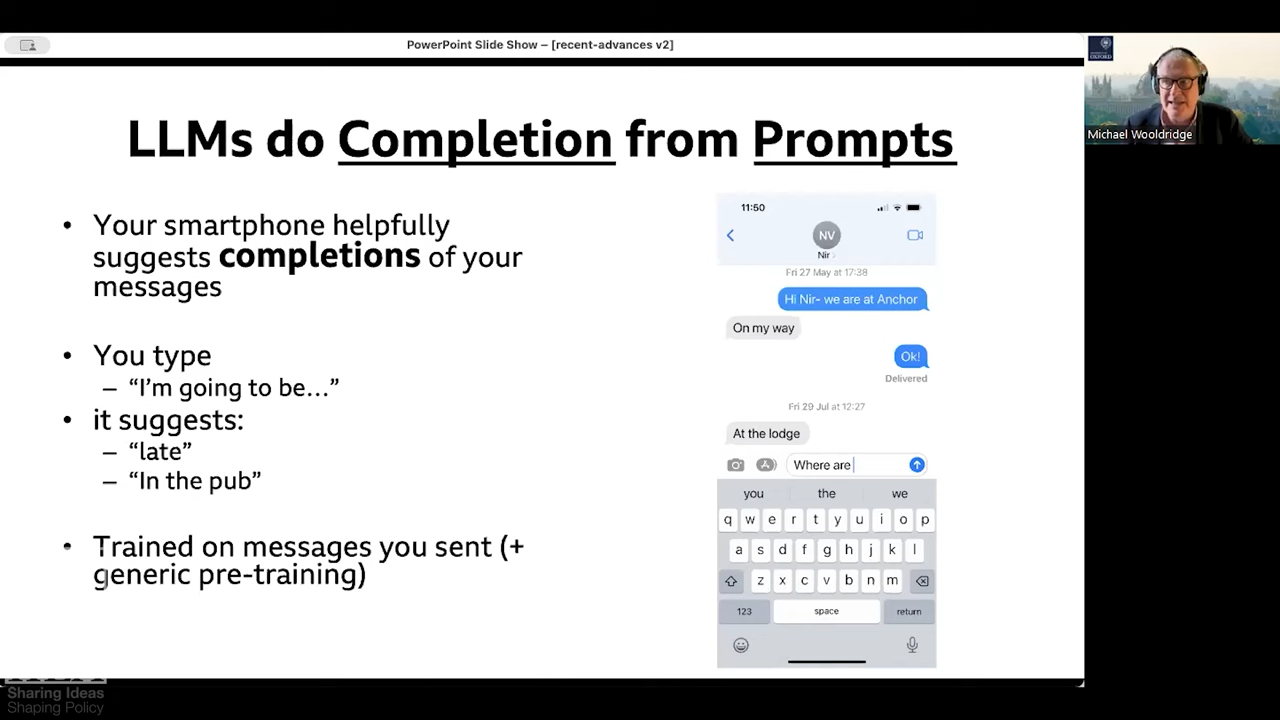 PowerPoint Slide Show – [recent-advances v2]
LLMs do Completion from Prompts
• Your smartphone helpfully
suggests completions of your
messages
• You type
– “I’m going to be…”
• it suggests:
– “late”
– “In the pub”
• Trained on messages you sent (+
generic pre-training)
11:50
NV
Nir
Fri 27 May at 17:38
Hi Nir- we are at Anchor
On my way
Ok!
Delivered
Fri 29 Jul at 12:27
At the lodge
Where are
you the we
q w e r t y u i o p
a s d f g h j k l
z x c v b n m
123 space return
OXFORD
Michael Wooldridge
Sharing Ideas
Shaping Policy